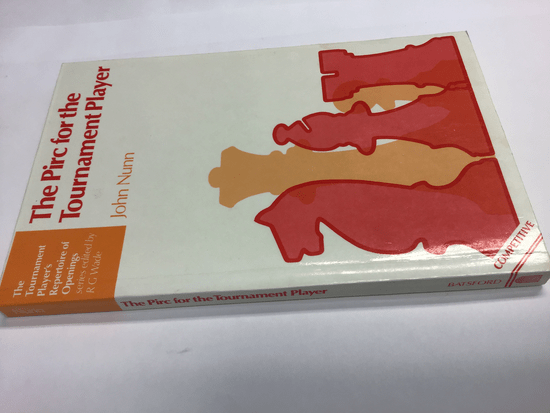 The Pirc for the
Tournament Player
John Nunn
The
Tournament
Player's
Repertoire of
Openings
series edited by
R G Wade
COMPETITIVE
The Pirc for the Tournament Player
BATSFORD